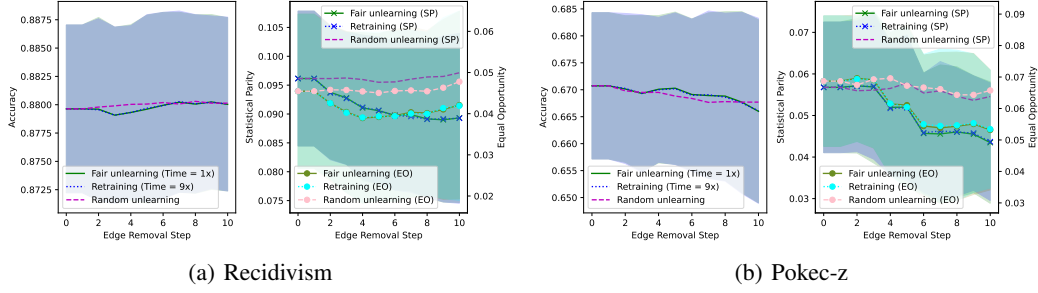 0.8875
0.8850
0.8825
0.8800
0.8775
0.8750
0.8725
Accuracy
Fair unlearning (Time = 1x)
Retraining (Time = 9x)
Random unlearning
0 2 4 6 8 10
Edge Removal Step
0.105
0.100
0.095
0.090
0.085
0.080
0.075
Statistical Parity
Fair unlearning (SP)
Retraining (SP)
Random unlearning (SP)
Fair unlearning (EO)
Retraining (EO)
Random unlearning (EO)
0.06
0.05
0.04
0.03
0.02
Equal Opportunity
0 2 4 6 8 10
Edge Removal Step
(a) Recidivism
0.685
0.680
0.675
0.670
0.665
0.660
0.655
0.650
Accuracy
Fair unlearning (Time = 1x)
Retraining (Time = 9x)
Random unlearning
0 2 4 6 8 10
Edge Removal Step
0.07
0.06
0.05
0.04
0.03
Statistical Parity
Fair unlearning (SP)
Retraining (SP)
Random unlearning (SP)
Fair unlearning (EO)
Retraining (EO)
Random unlearning (EO)
0.09
0.08
0.07
0.06
0.05
0.04
0.03
Equal Opportunity
0 2 4 6 8 10
Edge Removal Step
(b) Pokec-z